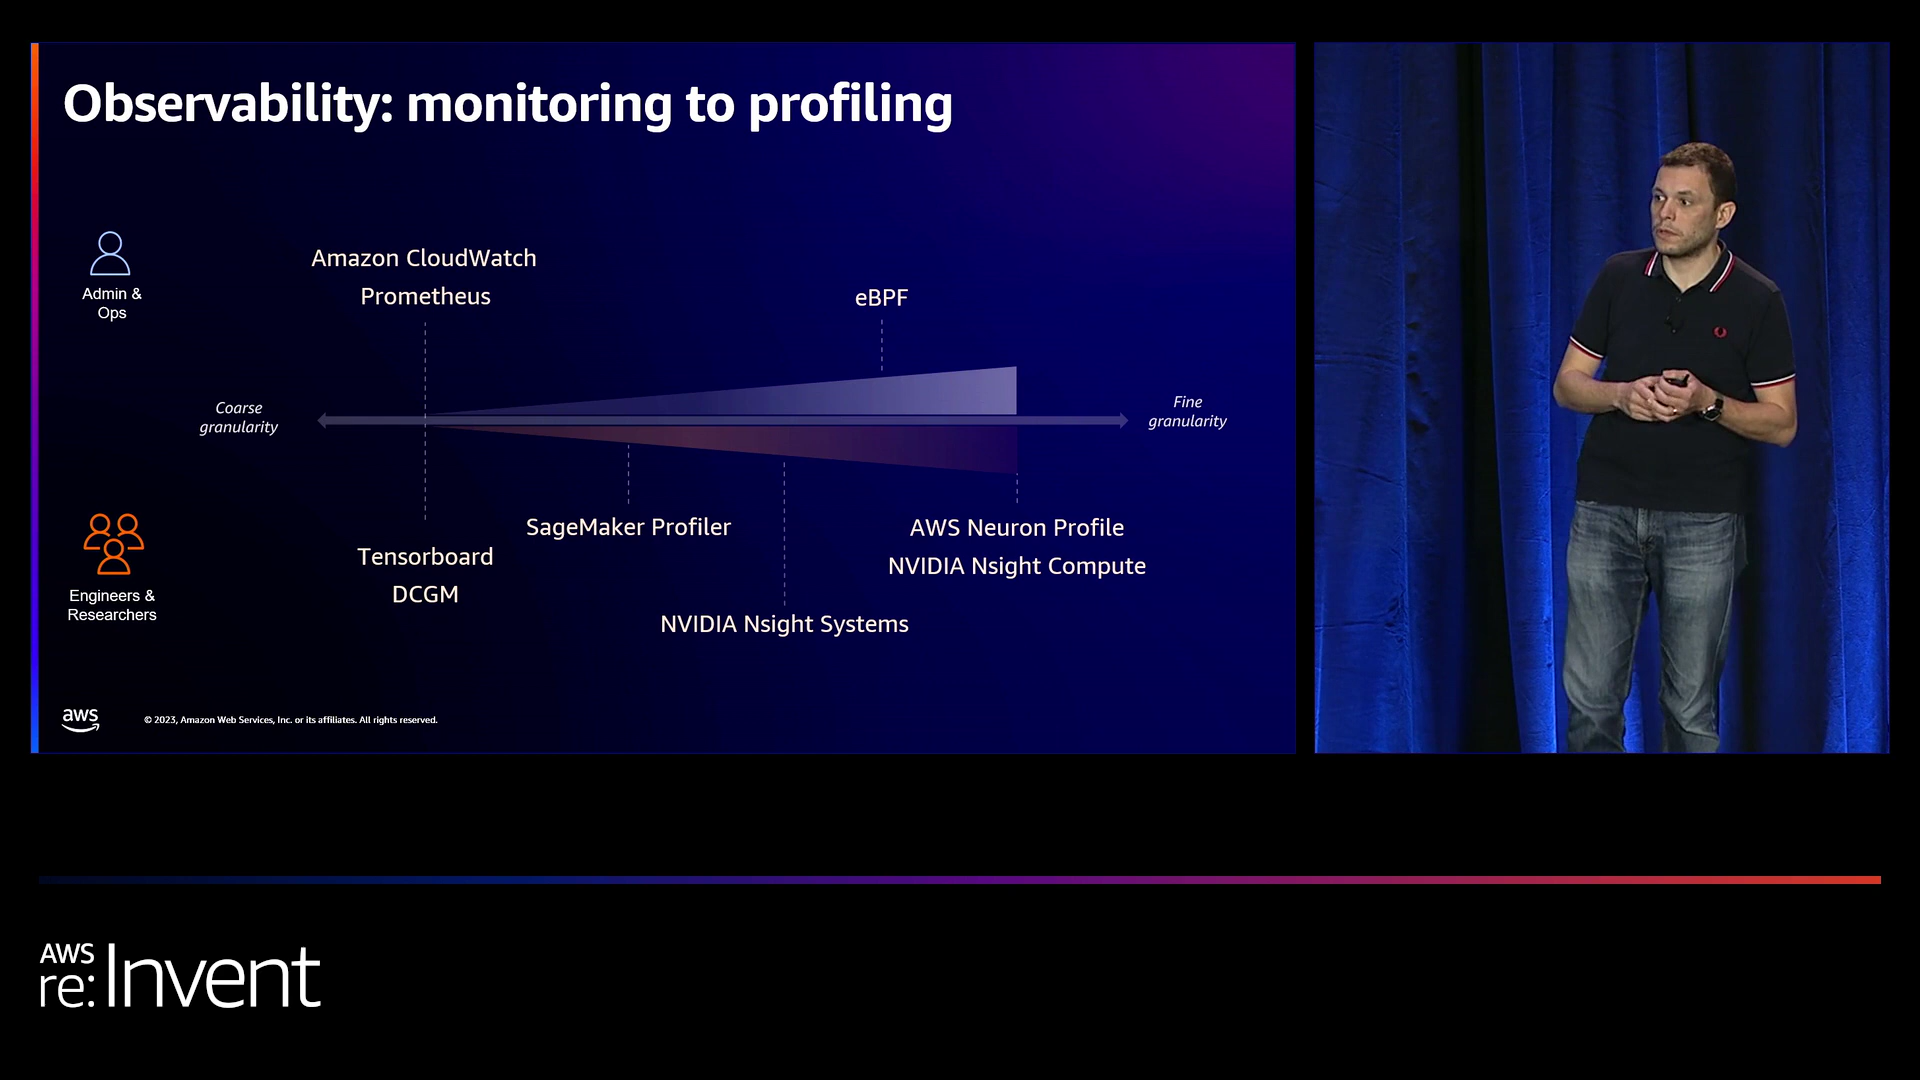 Observability: monitoring to profiling
Admin &
Ops
Amazon CloudWatch
Prometheus
eBPF
Coarse
granularity
Fine
granularity
Engineers &
Researchers
Tensorboard
DCGM
SageMaker Profiler
NVIDIA Nsight Systems
AWS Neuron Profile
NVIDIA Nsight Compute
aws
© 2023, Amazon Web Services, Inc. or its affiliates. All rights reserved.
AWS
re:Invent